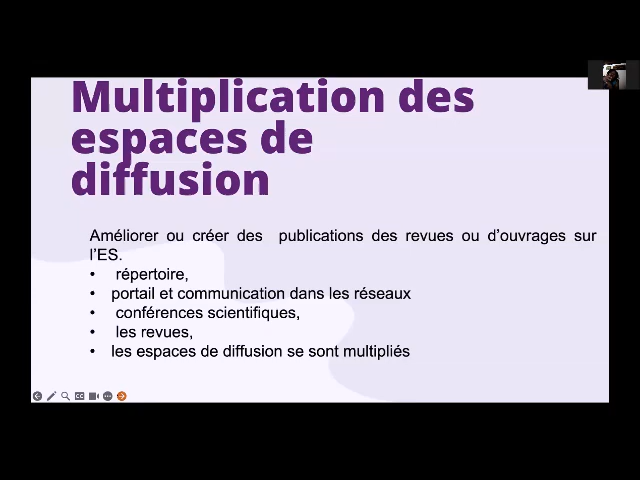 Multiplication des
espaces de
diffusion
Améliorer ou créer des publications des revues ou d'ouvrages sur
l'ES.
• répertoire,
• portail et communication dans les réseaux
• conférences scientifiques,
• les revues,
• les espaces de diffusion se sont multipliés